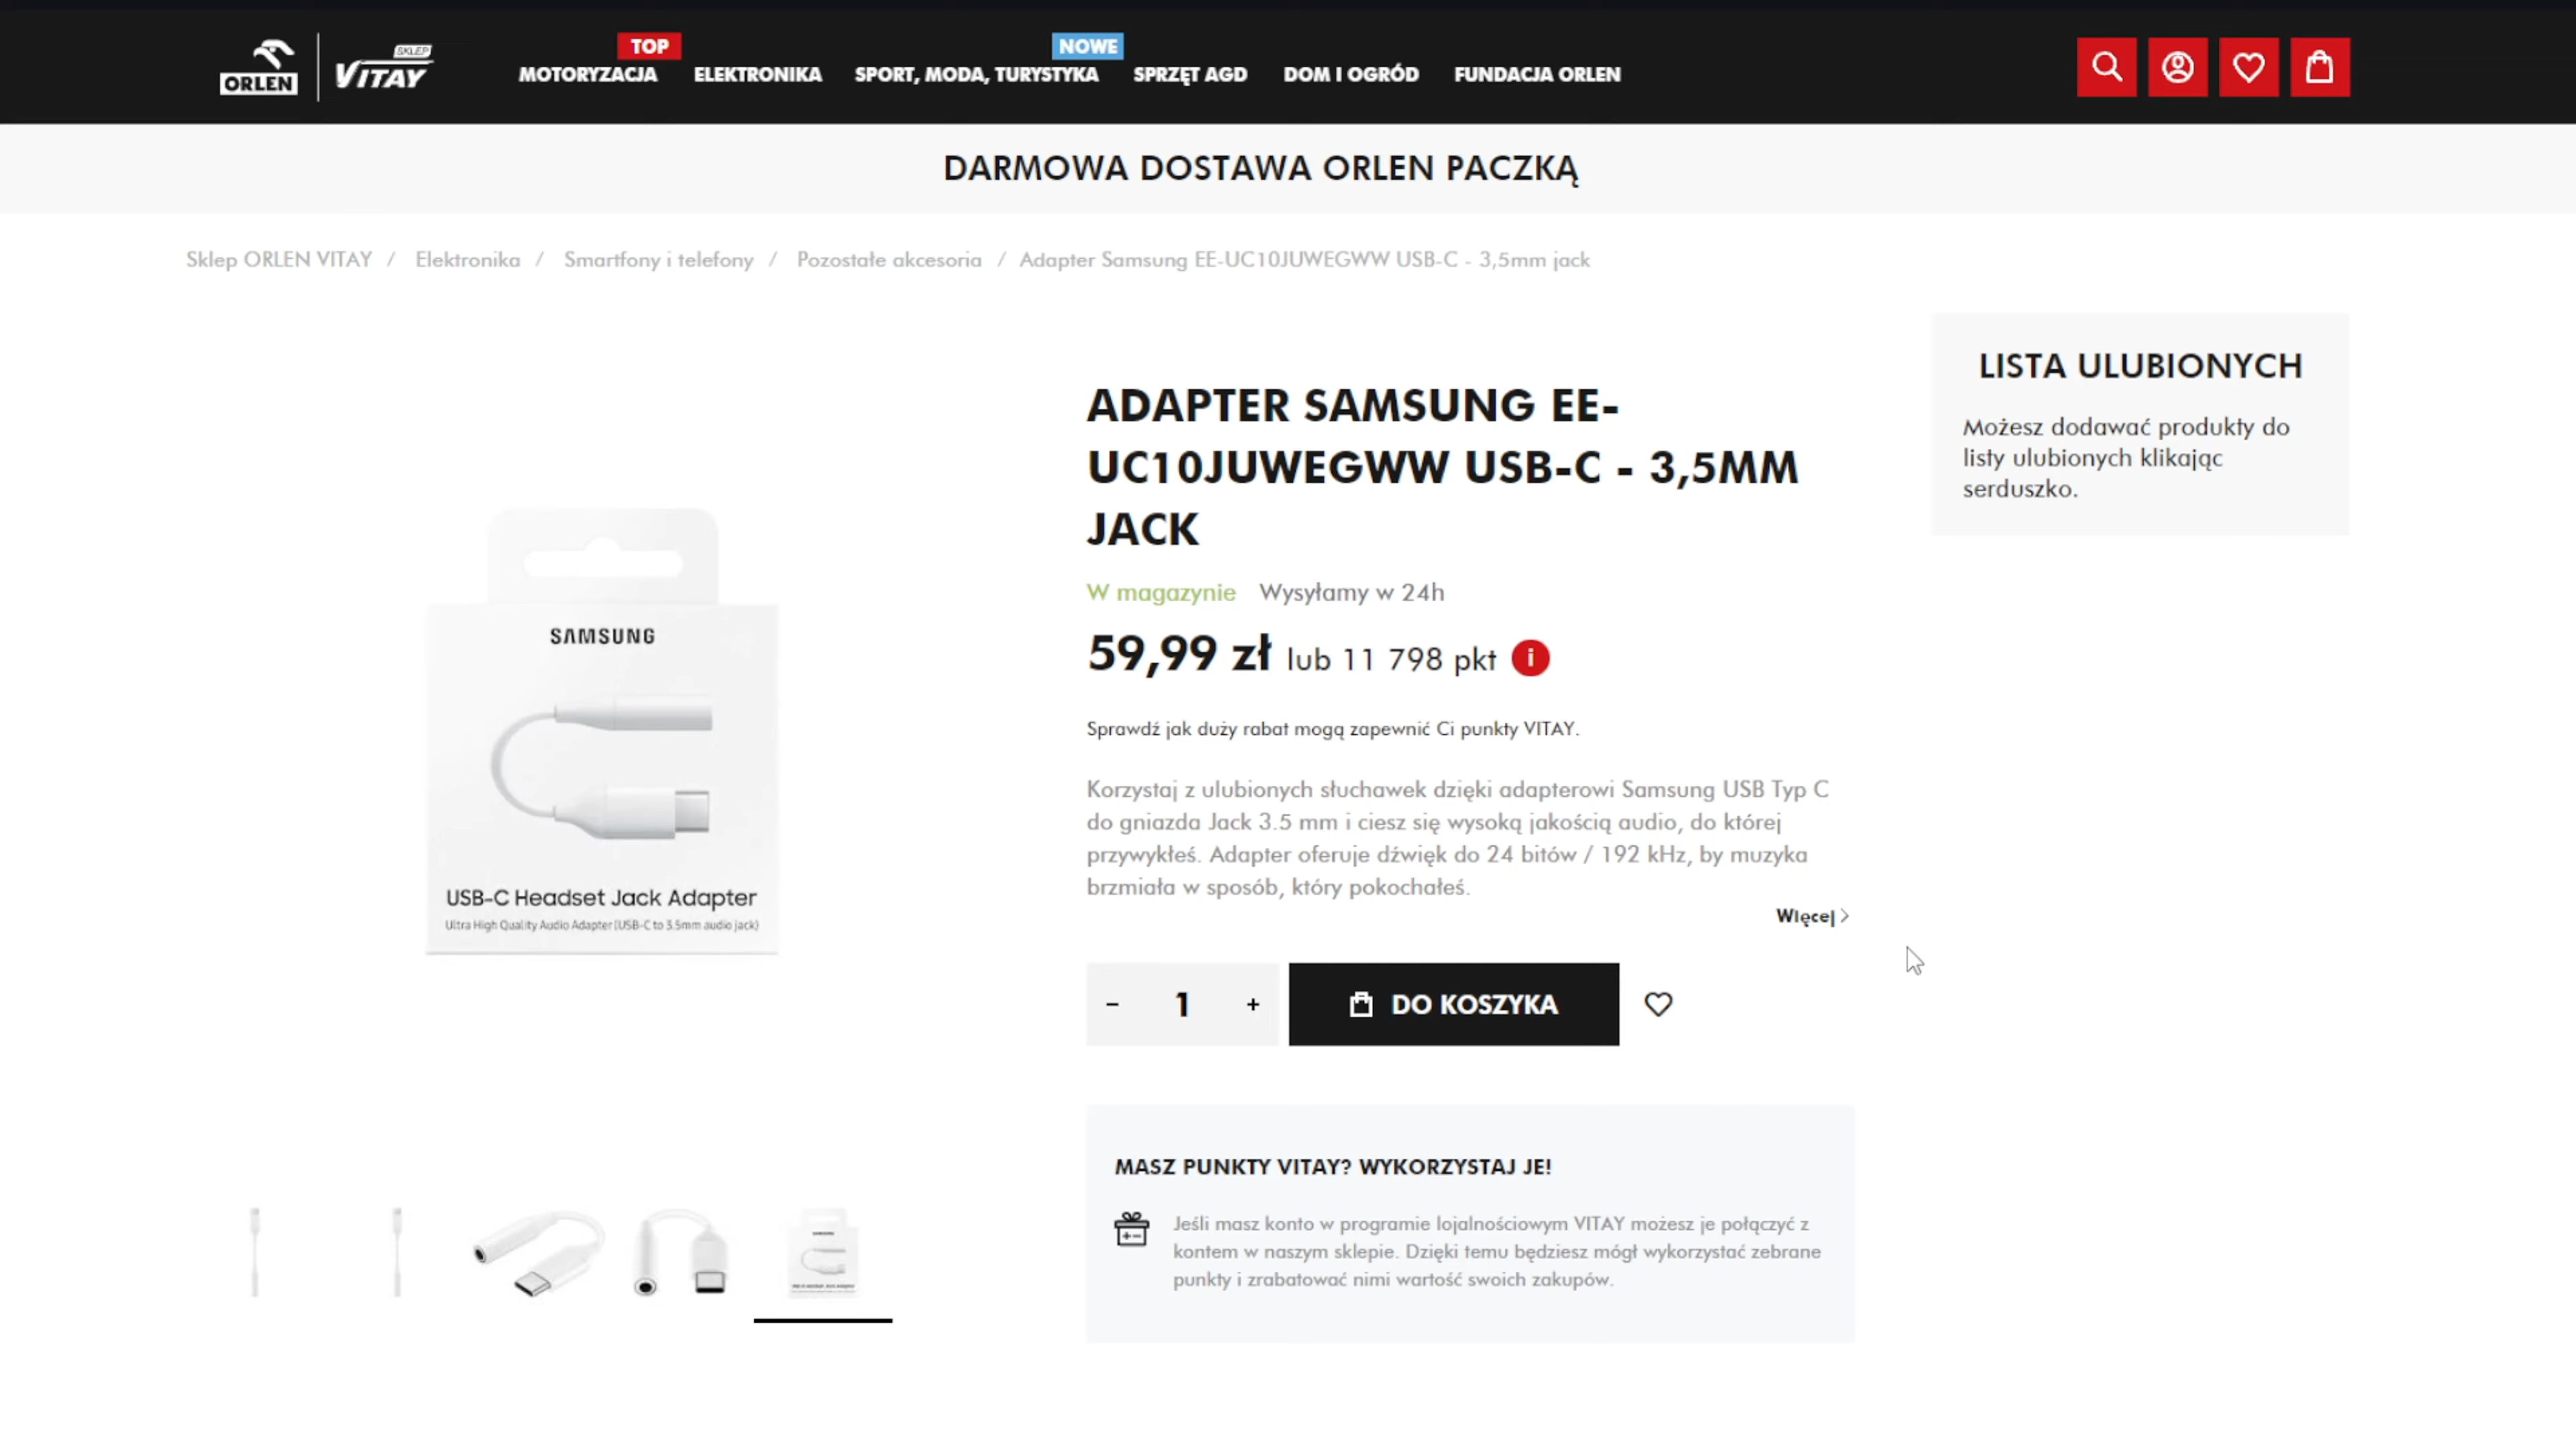 TOP
NOWE
ORLEN
SKLEP
VITAY
MOTORYZACJA
ELEKTRONIKA
SPORT, MODA, TURYSTYKA
SPRZĘT AGD
DOM I OGRÓD
FUNDACJA ORLEN
DARMOWA DOSTAWA ORLEN PACZKĄ
Sklep ORLEN VITAY / Elektronika / Smartfony i telefony / Pozostałe akcesoria / Adapter Samsung EE-UC10JUWEGWW USB-C - 3,5mm jack
SAMSUNG
USB-C Headset Jack Adapter
Ultra High Quality Audio Adapter (USB-C to 3.5mm audio jack)
ADAPTER SAMSUNG EE-
UC10JUWEGWW USB-C - 3,5MM
JACK
W magazynie Wysyłamy w 24h
59,99 zł lub 11 798 pkt i
Sprawdź jak duży rabat mogą zapewnić Ci punkty VITAY.
Korzystaj z ulubionych słuchawek dzięki adapterowi Samsung USB Typ C
do gniazda Jack 3.5 mm i ciesz się wysoką jakością audio, do której
przywykłeś. Adapter oferuje dźwięk do 24 bitów / 192 kHz, by muzyka
brzmiała w sposób, który pokochałeś.
Więcej >
- 1 +
DO KOSZYKA
MASZ PUNKTY VITAY? WYKORZYSTAJ JE!
Jeśli masz konto w programie lojalnościowym VITAY możesz je połączyć z
kontem w naszym sklepie. Dzięki temu będziesz mógł wykorzystać zebrane
punkty i zrabatować nimi wartość swoich zakupów.
LISTA ULUBIONYCH
Możesz dodawać produkty do
listy ulubionych klikając
serduszko.